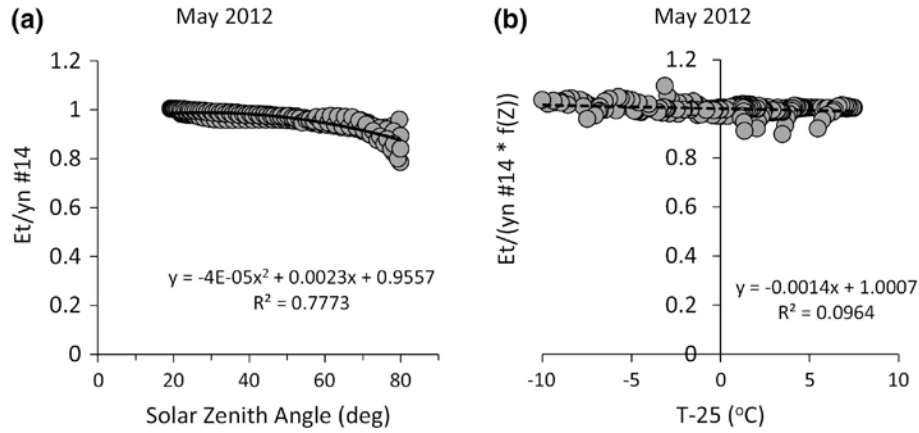 (a)
May 2012
Et/yn #14
1.2
1
0.8
0.6
0.4
0.2
0
y = -4E-05x² + 0.0023x + 0.9557
R² = 0.7773
0
20
40
60
80
Solar Zenith Angle (deg)
(b)
May 2012
Et/(yn #14 * f(Z))
1.2
1
0.8
0.6
0.4
0.2
0
y = -0.0014x + 1.0007
R² = 0.0964
-10
-5
0
5
10
T-25 (°C)